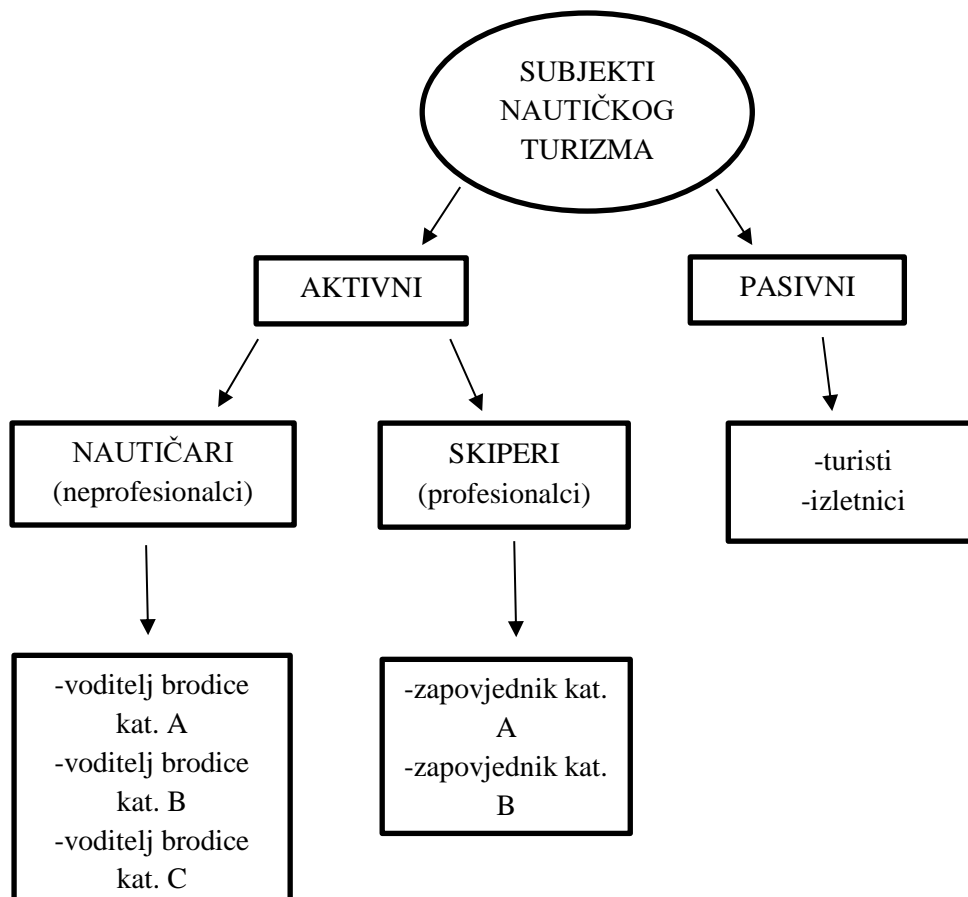 SUBJEKTI
NAUTIČKOG
TURIZMA
AKTIVNI
PASIVNI
NAUTIČARI
(neprofesionalci)
SKIPERI
(profesionalci)
-turisti
-izletnici
-voditelj brodice
kat. A
-voditelj brodice
kat. B
-voditelj brodice
kat. C
-zapovjednik kat.
A
-zapovjednik kat.
B